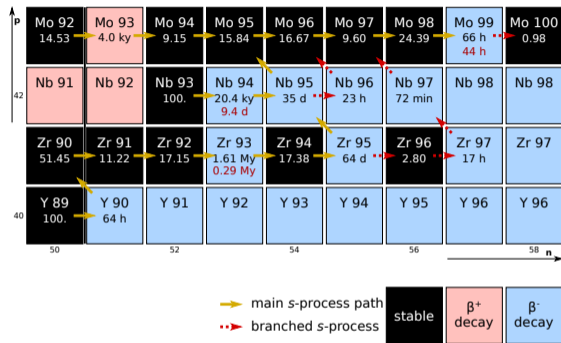 p
Mo 92 Mo 93 Mo 94 Mo 95 Mo 96 Mo 97 Mo 98 Mo 99 Mo 100
14.53 4.0 ky 9.15 15.84 16.67 9.60 24.39 66 h 0.98
44 h
Nb 91 Nb 92 Nb 93 Nb 94 Nb 95 Nb 96 Nb 97 Nb 98 Nb 98
42 100. 20.4 ky 35 d 23 h 72 min
9.4 d
Zr 90 Zr 91 Zr 92 Zr 93 Zr 94 Zr 95 Zr 96 Zr 97 Zr 97
51.45 11.22 17.15 1.61 My 17.38 64 d 2.80 17 h
0.29 My
Y 89 Y 90 Y 91 Y 92 Y 93 Y 94 Y 95 Y 96 Y 96
40 100. 64 h
50 52 54 56 58
n
main s-process path
branched s-process
stable
β+
decay
β-
decay